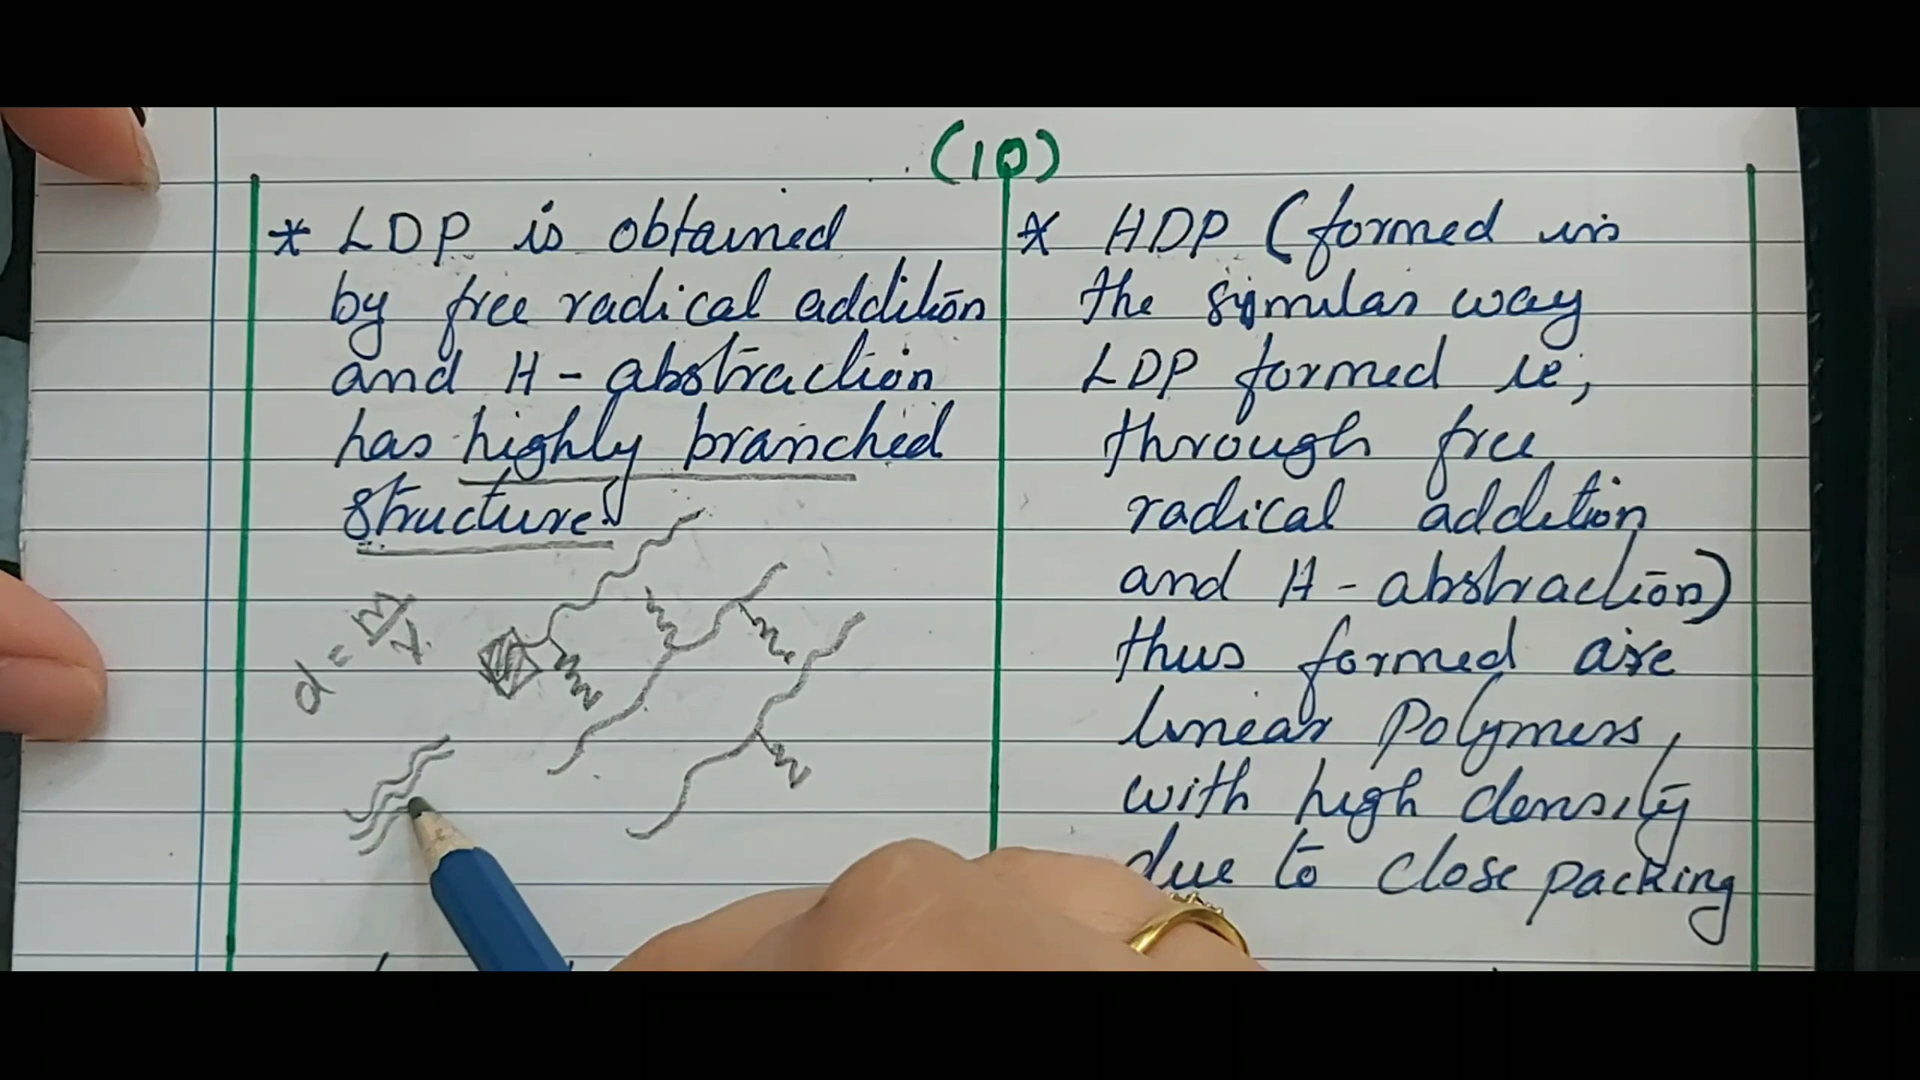 (10)
* LDP is obtained
by free radical addition
and H - abstraction
has highly branched
structure.
d = M/V
* HDP (formed in
the similar way
LDP formed ie,
through free
radical addition
and H - abstraction)
thus formed are
linear polymers,
with high density
due to close packing